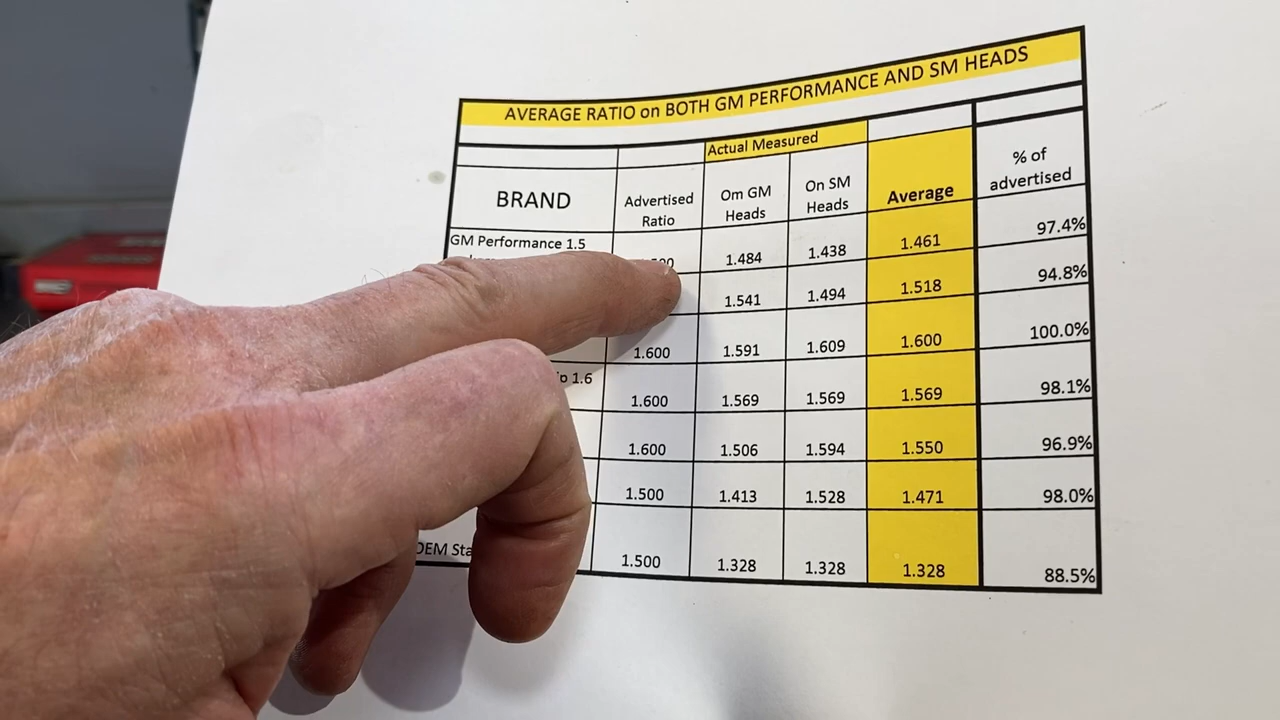 AVERAGE RATIO on BOTH GM PERFORMANCE AND SM HEADS
Actual Measured
BRAND
Advertised
Ratio
Om GM
Heads
On SM
Heads
Average
% of
advertised
GM Performance 1.5
1.484 1.438 1.461 97.4%
1.541 1.494 1.518 94.8%
1.600 1.591 1.609 1.600 100.0%
1.6
1.600 1.569 1.569 1.569 98.1%
1.600 1.506 1.594 1.550 96.9%
1.500 1.413 1.528 1.471 98.0%
OEM
1.500 1.328 1.328 1.328 88.5%